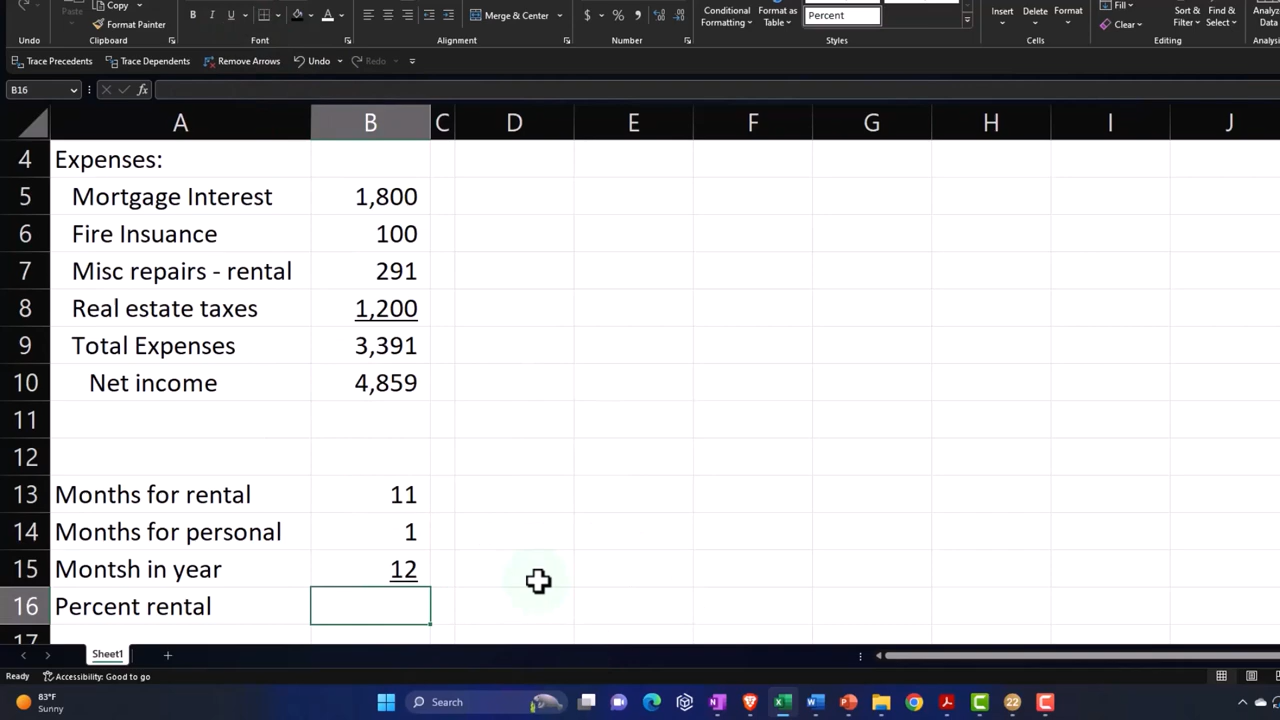 Copy
Format Painter
Merge & Center
$ % 
Conditional Formatting
Format as Table
Percent
Insert Delete Format
Fill
Clear
Sort & Filter
Find & Select
Undo Clipboard Font Alignment Number Styles Cells Editing
Trace Precedents Trace Dependents Remove Arrows Undo Redo
B16 fx
A B C D E F G H I J
4 Expenses:
5 Mortgage Interest 1,800
6 Fire Insuance 100
7 Misc repairs - rental 291
8 Real estate taxes 1,200
9 Total Expenses 3,391
10 Net income 4,859
11
12
13 Months for rental 11
14 Months for personal 1
15 Montsh in year 12
16 Percent rental
17
Sheet1
Ready Accessibility: Good to go
83°F
Sunny
Search
22